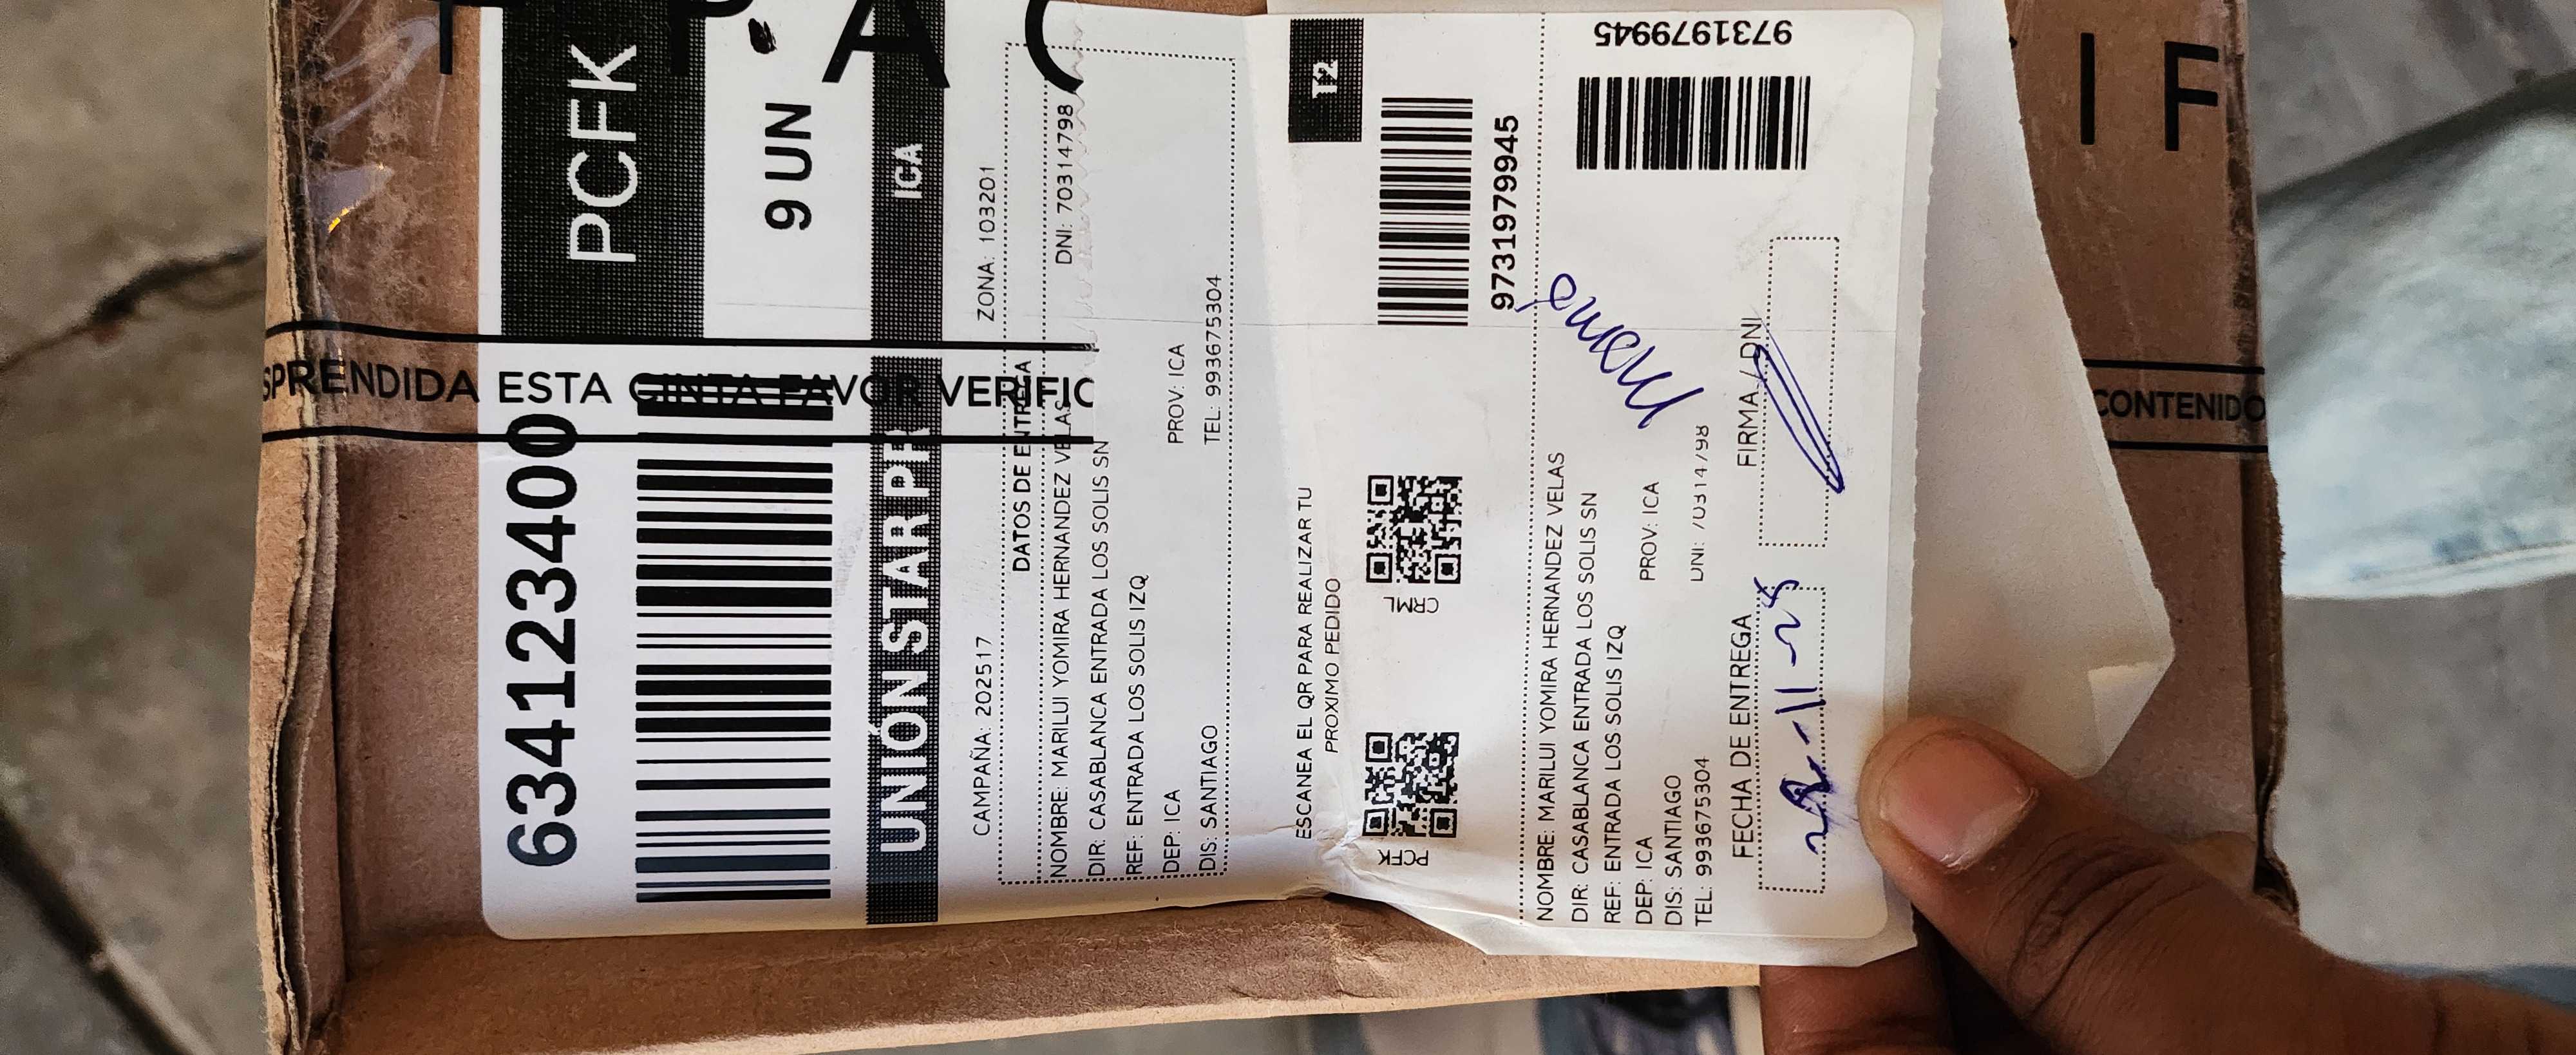 6341234000
PCFK
9 UN
UNIÓN STAR PR
ICA
CAMPAÑA: 202517
ZONA: 103201
DATOS DE ENTREGA
NOMBRE: MARILUI YOMIRA HERNANDEZ VELAS
DNI: 70314798
DIR: CASABLANCA ENTRADA LOS SOLIS SN
REF: ENTRADA LOS SOLIS IZQ
DEP: ICA
PROV: ICA
DIS: SANTIAGO
TEL: 993675304
SPRENDIDA ESTA CINTA FAVOR VERIFIC
CONTENIDO
I F
ESCANEA EL QR PARA REALIZAR TU
PROXIMO PEDIDO
T2
PCFK
CRML
9731979945
NOMBRE: MARILUI YOMIRA HERNANDEZ VELAS
DIR: CASABLANCA ENTRADA LOS SOLIS SN
REF: ENTRADA LOS SOLIS IZQ
DEP: ICA
PROV: ICA
DIS: SANTIAGO
TEL: 993675304
DNI: 70314798
9731979945
FECHA DE ENTREGA
FIRMA / DNI